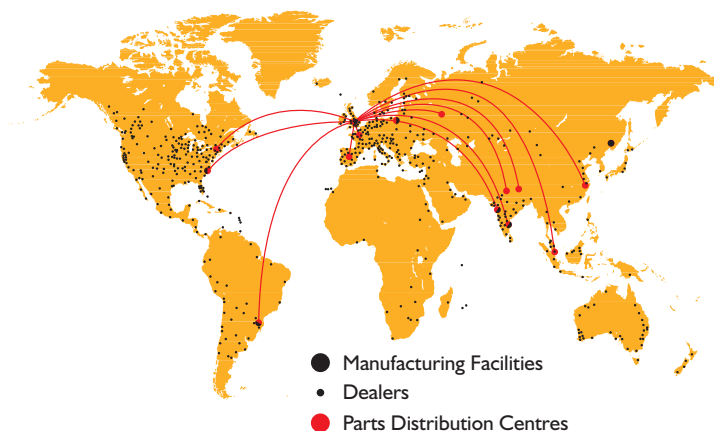 Manufacturing Facilities
Dealers
Parts Distribution Centres